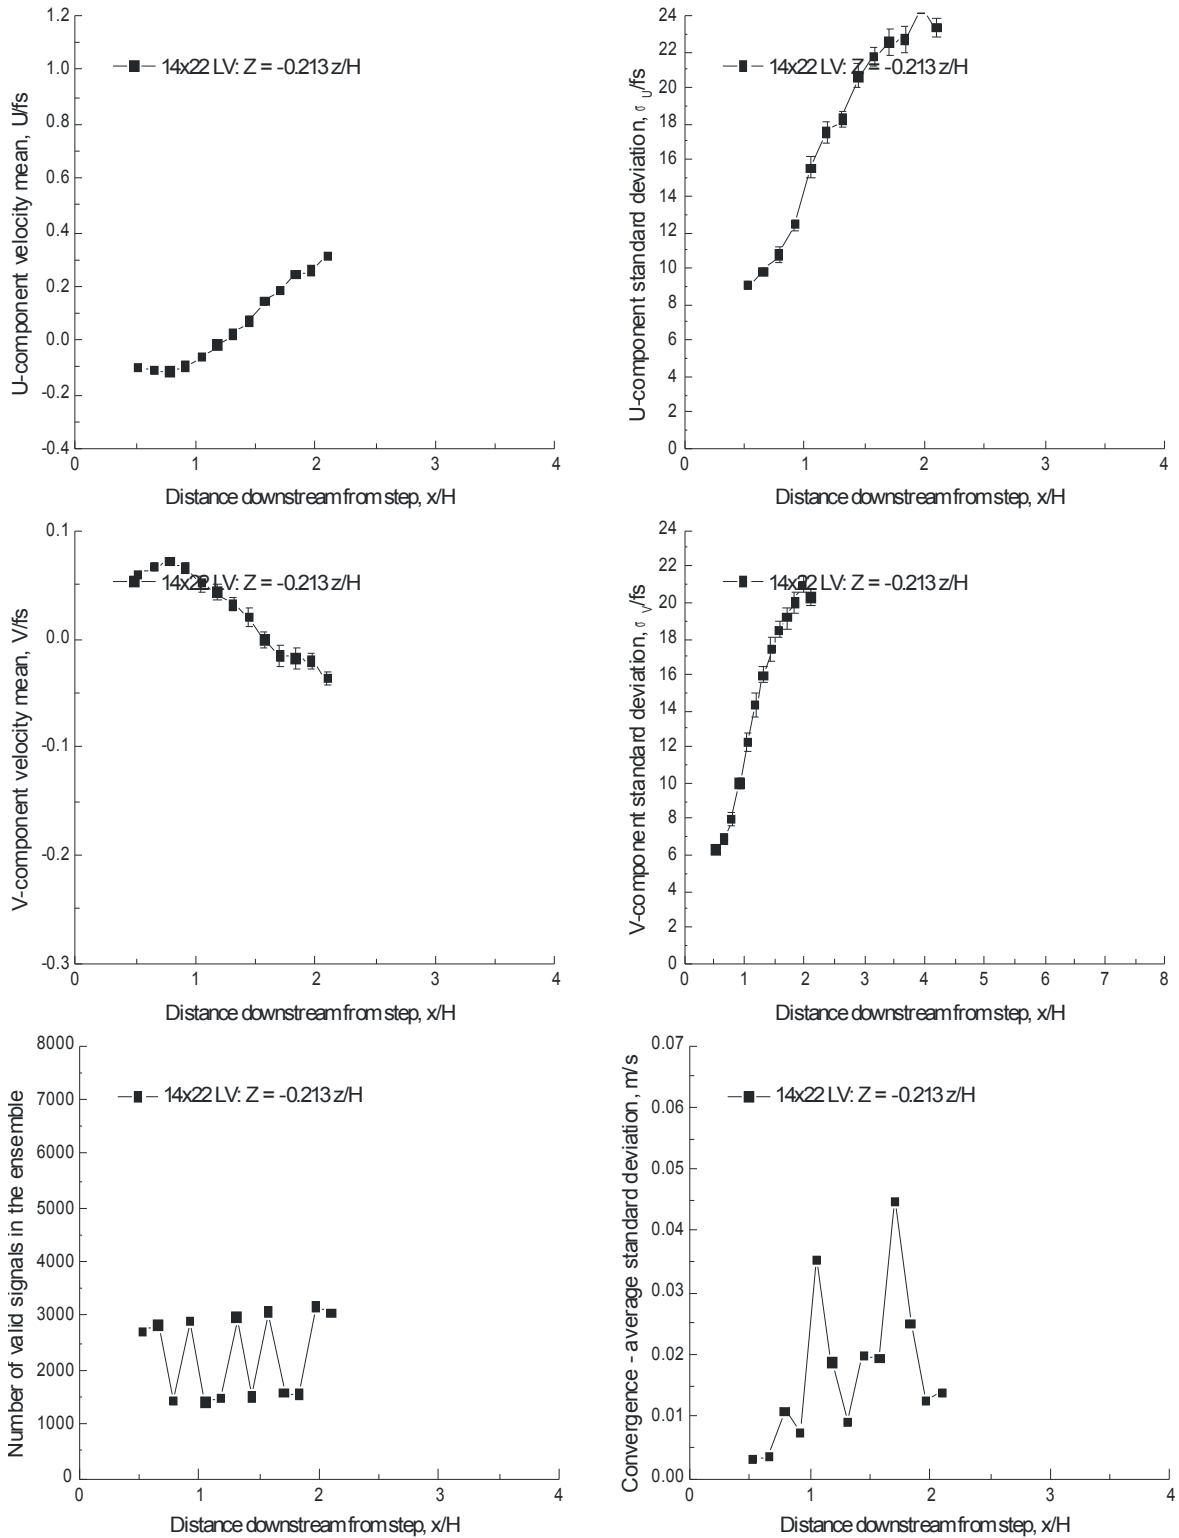 U-component velocity mean, U/fs
1.2
1.0
0.8
0.6
0.4
0.2
0.0
-0.2
-0.4
14x22 LV: Z = -0.213 z/H
0 1 2 3 4
Distance downstream from step, x/H
U-component standard deviation, σ U/fs
24
22
20
18
16
14
12
10
8
6
4
2
0
14x22 LV: Z = -0.213 z/H
0 1 2 3 4
Distance downstream from step, x/H
V-component velocity mean, V/fs
0.1
0.0
-0.1
-0.2
-0.3
14x22 LV: Z = -0.213 z/H
0 1 2 3 4
Distance downstream from step, x/H
V-component standard deviation, σ V/fs
24
22
20
18
16
14
12
10
8
6
4
2
0
14x22 LV: Z = -0.213 z/H
0 1 2 3 4 5 6 7 8
Distance downstream from step, x/H
Number of valid signals in the ensemble
8000
7000
6000
5000
4000
3000
2000
1000
0
14x22 LV: Z = -0.213 z/H
0 1 2 3 4
Distance downstream from step, x/H
Convergence - average standard deviation, m/s
0.07
0.06
0.05
0.04
0.03
0.02
0.01
0.00
14x22 LV: Z = -0.213 z/H
0 1 2 3 4
Distance downstream from step, x/H